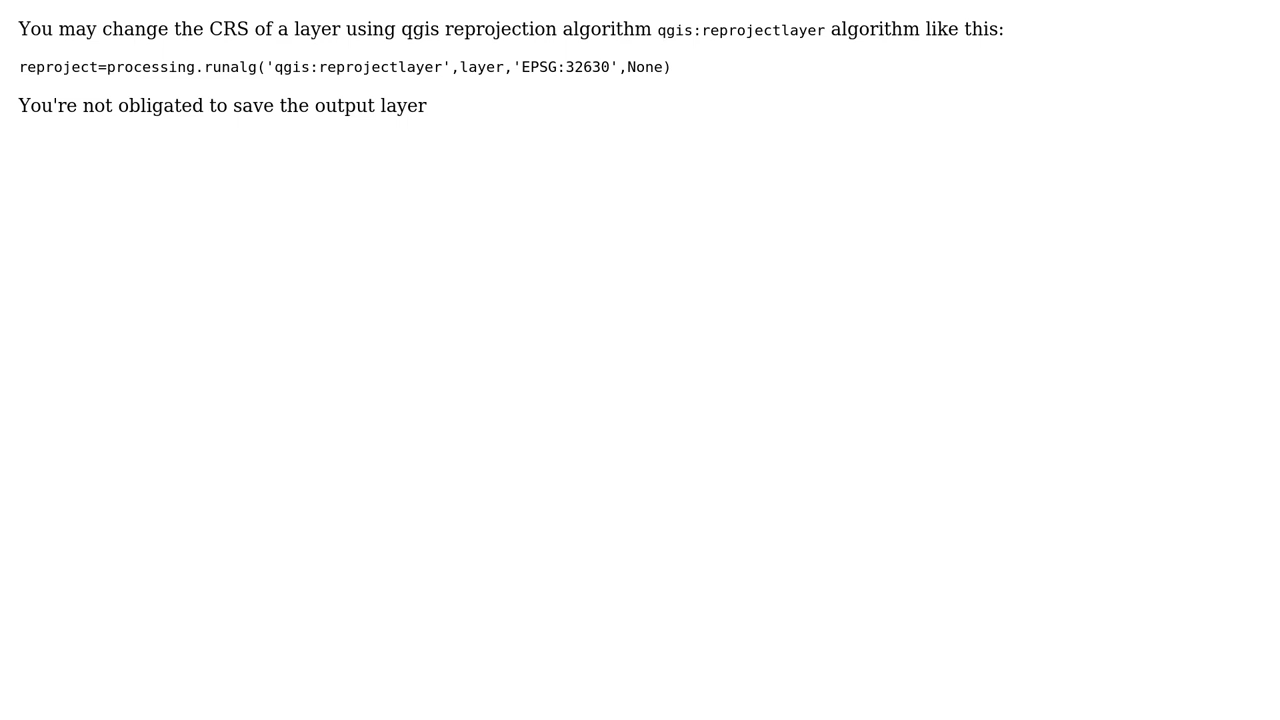 You may change the CRS of a layer using qgis reprojection algorithm qgis:reprojectlayer algorithm like this:
reproject=processing.runalg('qgis:reprojectlayer',layer,'EPSG:32630',None)
You're not obligated to save the output layer